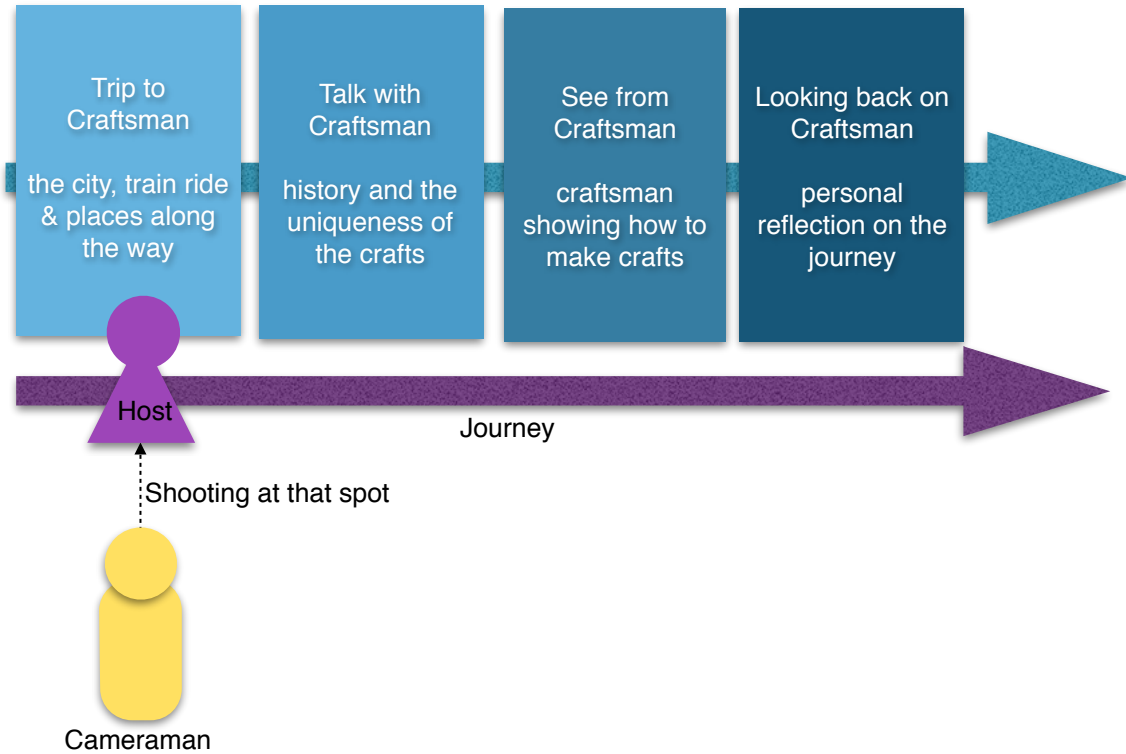 Trip to
Craftsman
the city, train ride
& places along
the way
Talk with
Craftsman
history and the
uniqueness of
the crafts
See from
Craftsman
craftsman
showing how to
make crafts
Looking back on
Craftsman
personal
reflection on the
journey
Host
Journey
Shooting at that spot
Cameraman